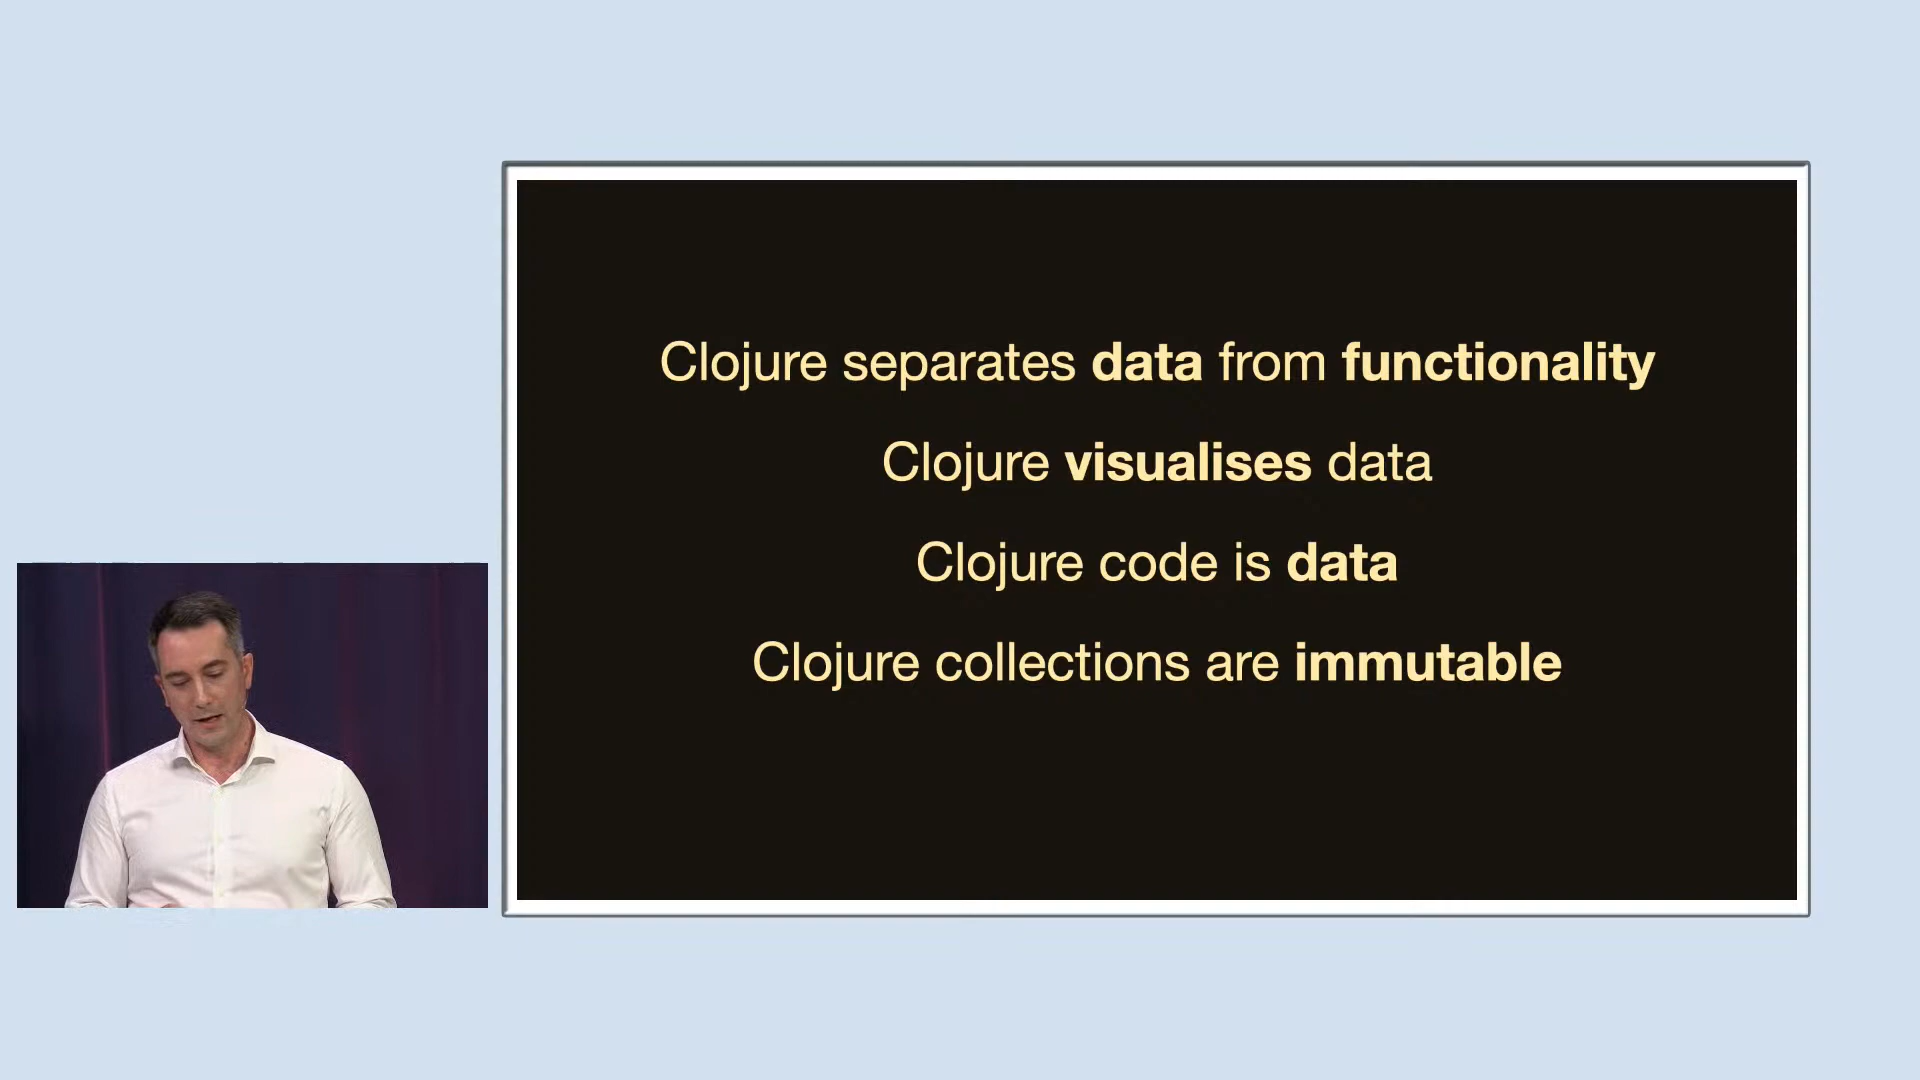 Clojure separates data from functionality
Clojure visualises data
Clojure code is data
Clojure collections are immutable